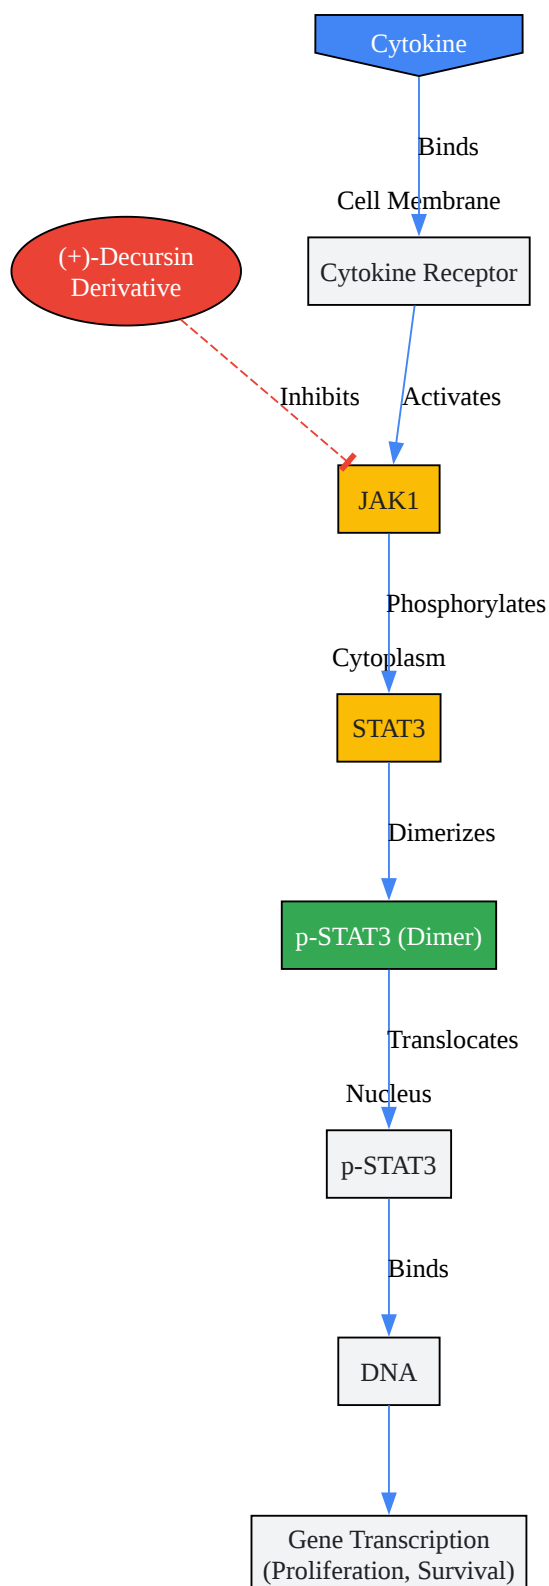 Cytokine
Binds
Cell Membrane
(+)-Decursin
Derivative
Cytokine Receptor
Inhibits
Activates
JAK1
Phosphorylates
Cytoplasm
STAT3
Dimerizes
p-STAT3 (Dimer)
Translocates
Nucleus
p-STAT3
Binds
DNA
Gene Transcription
(Proliferation, Survival)